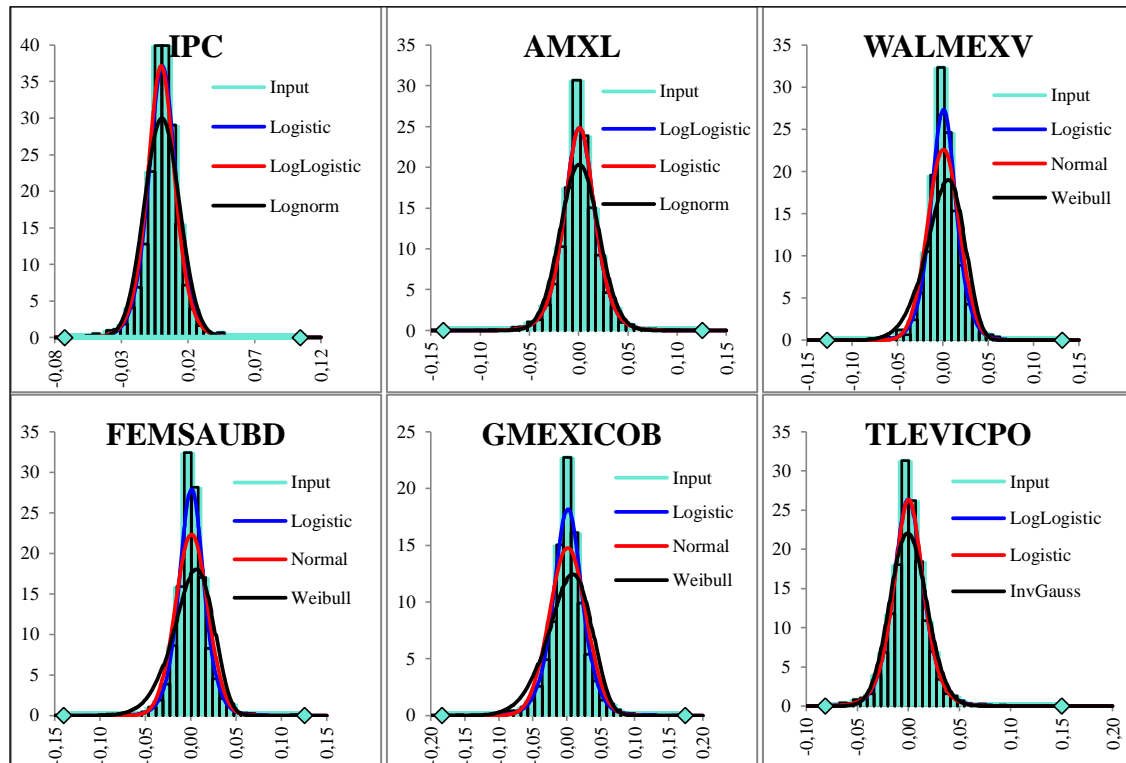 IPC
40
35
30
25
20
15
10
5
0
-0,08
-0,03
0,02
0,07
0,12
Input
Logistic
LogLogistic
Lognorm
AMXL
35
30
25
20
15
10
5
0
-0,15
-0,10
-0,05
0,00
0,05
0,10
0,15
Input
LogLogistic
Logistic
Lognorm
WALMEXV
35
30
25
20
15
10
5
0
-0,15
-0,10
-0,05
0,00
0,05
0,10
0,15
Input
Logistic
Normal
Weibull
FEMSAUBD
35
30
25
20
15
10
5
0
-0,15
-0,10
-0,05
0,00
0,05
0,10
0,15
Input
Logistic
Normal
Weibull
GMEXICOB
25
20
15
10
5
0
-0,20
-0,15
-0,10
-0,05
0,00
0,05
0,10
0,15
0,20
Input
Logistic
Normal
Weibull
TLEVICPO
35
30
25
20
15
10
5
0
-0,10
-0,05
0,00
0,05
0,10
0,15
0,20
Input
LogLogistic
Logistic
InvGauss